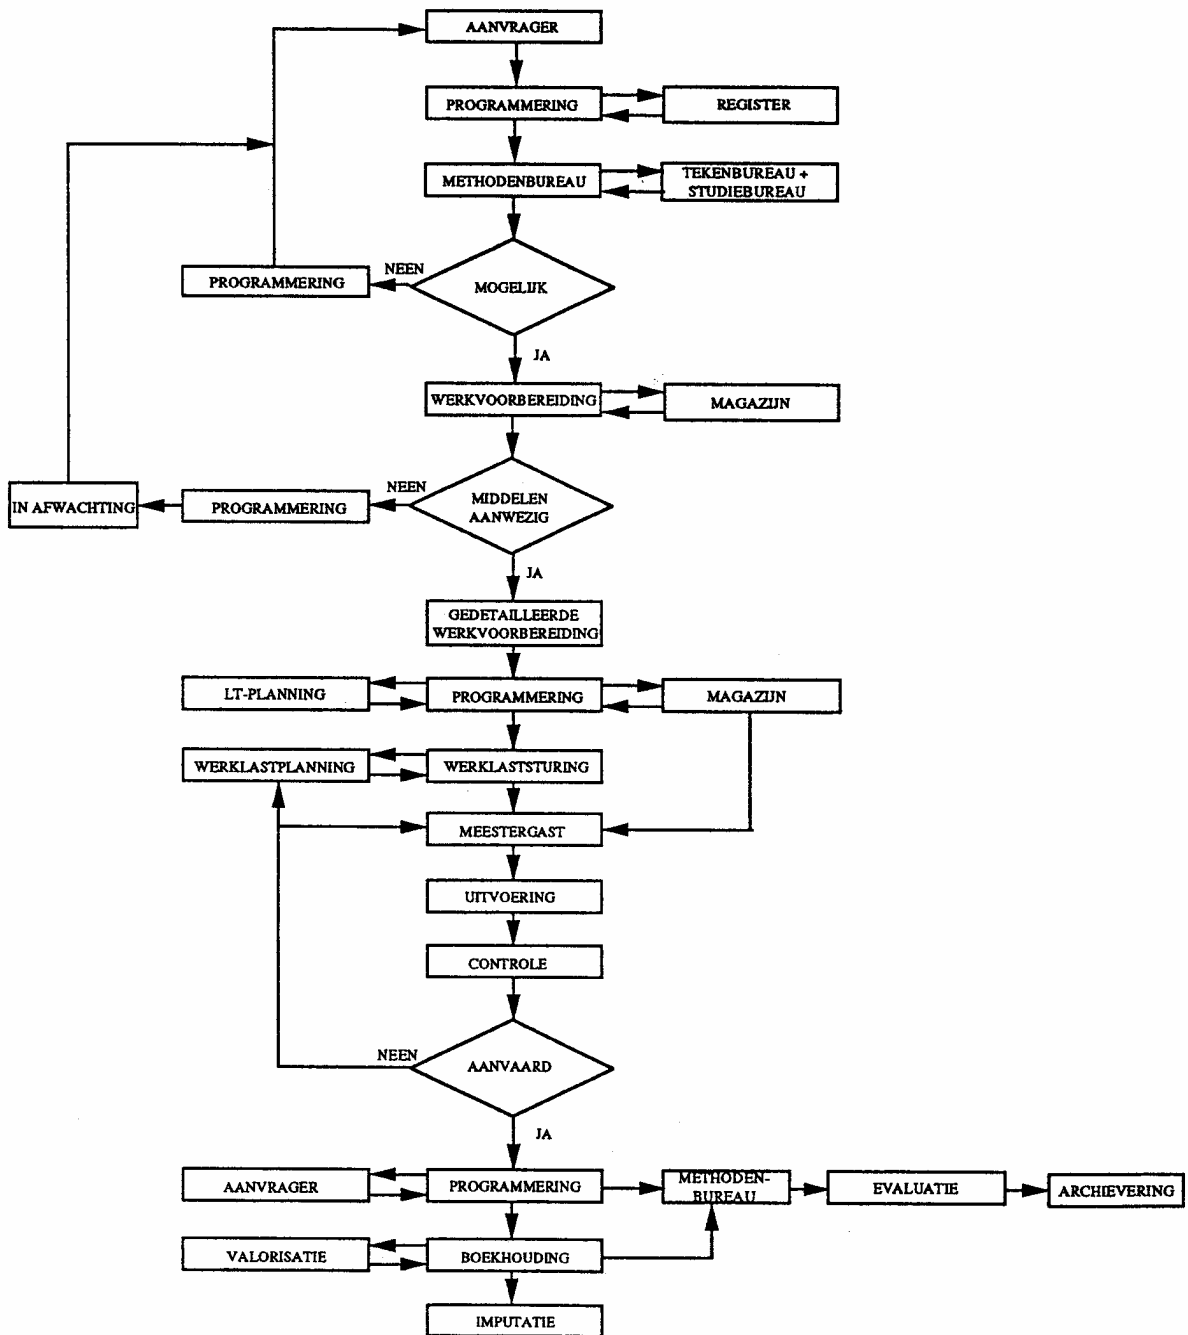 AANVRAGER
PROGRAMMERING
REGISTER
METHODENBUREAU
TEKENBUREAU +
STUDIEBUREAU
NEEN
PROGRAMMERING
MOGELIJK
JA
WERKVOORBEREIDING
MAGAZIJN
NEEN
IN AFWACHTING
PROGRAMMERING
MIDDELEN
AANWEZIG
JA
GEDETAILLEERDE
WERKVOORBEREIDING
LT-PLANNING
PROGRAMMERING
MAGAZIJN
WERKLASTPLANNING
WERKLASTSTURING
MEESTERGAST
UITVOERING
CONTROLE
NEEN
AANVAARD
JA
AANVRAGER
PROGRAMMERING
METHODEN-
BUREAU
EVALUATIE
ARCHIEVERING
VALORISATIE
BOEKHOUDING
IMPUTATIE